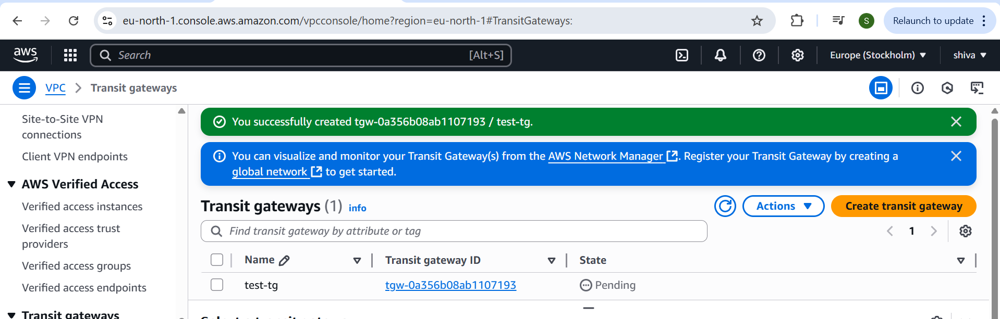 eu-north-1.console.aws.amazon.com/vpcconsole/home?region=eu-north-1#TransitGateways:
S
Relaunch to update
aws
Search
[Alt+S]
Europe (Stockholm)
shiva
VPC
Transit gateways
Site-to-Site VPN
connections
Client VPN endpoints
AWS Verified Access
Verified access instances
Verified access trust
providers
Verified access groups
Verified access endpoints
Transit gateways
You successfully created tgw-0a356b08ab1107193 / test-tg.
You can visualize and monitor your Transit Gateway(s) from the AWS Network Manager. Register your Transit Gateway by creating a
global network to get started.
Transit gateways (1) info
Actions
Create transit gateway
Find transit gateway by attribute or tag
1
Name
Transit gateway ID
State
test-tg
tgw-0a356b08ab1107193
Pending